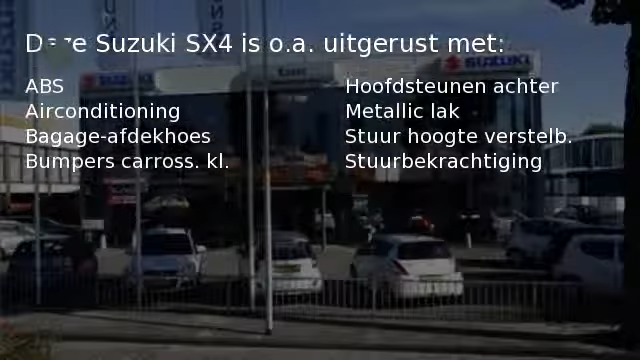 Deze Suzuki SX4 is o.a. uitgerust met:
ABS
Airconditioning
Bagage-afdekhoes
Bumpers carross. kl.
Hoofdsteunen achter
Metallic lak
Stuur hoogte verstelb.
Stuurbekrachtiging
SUZUKI